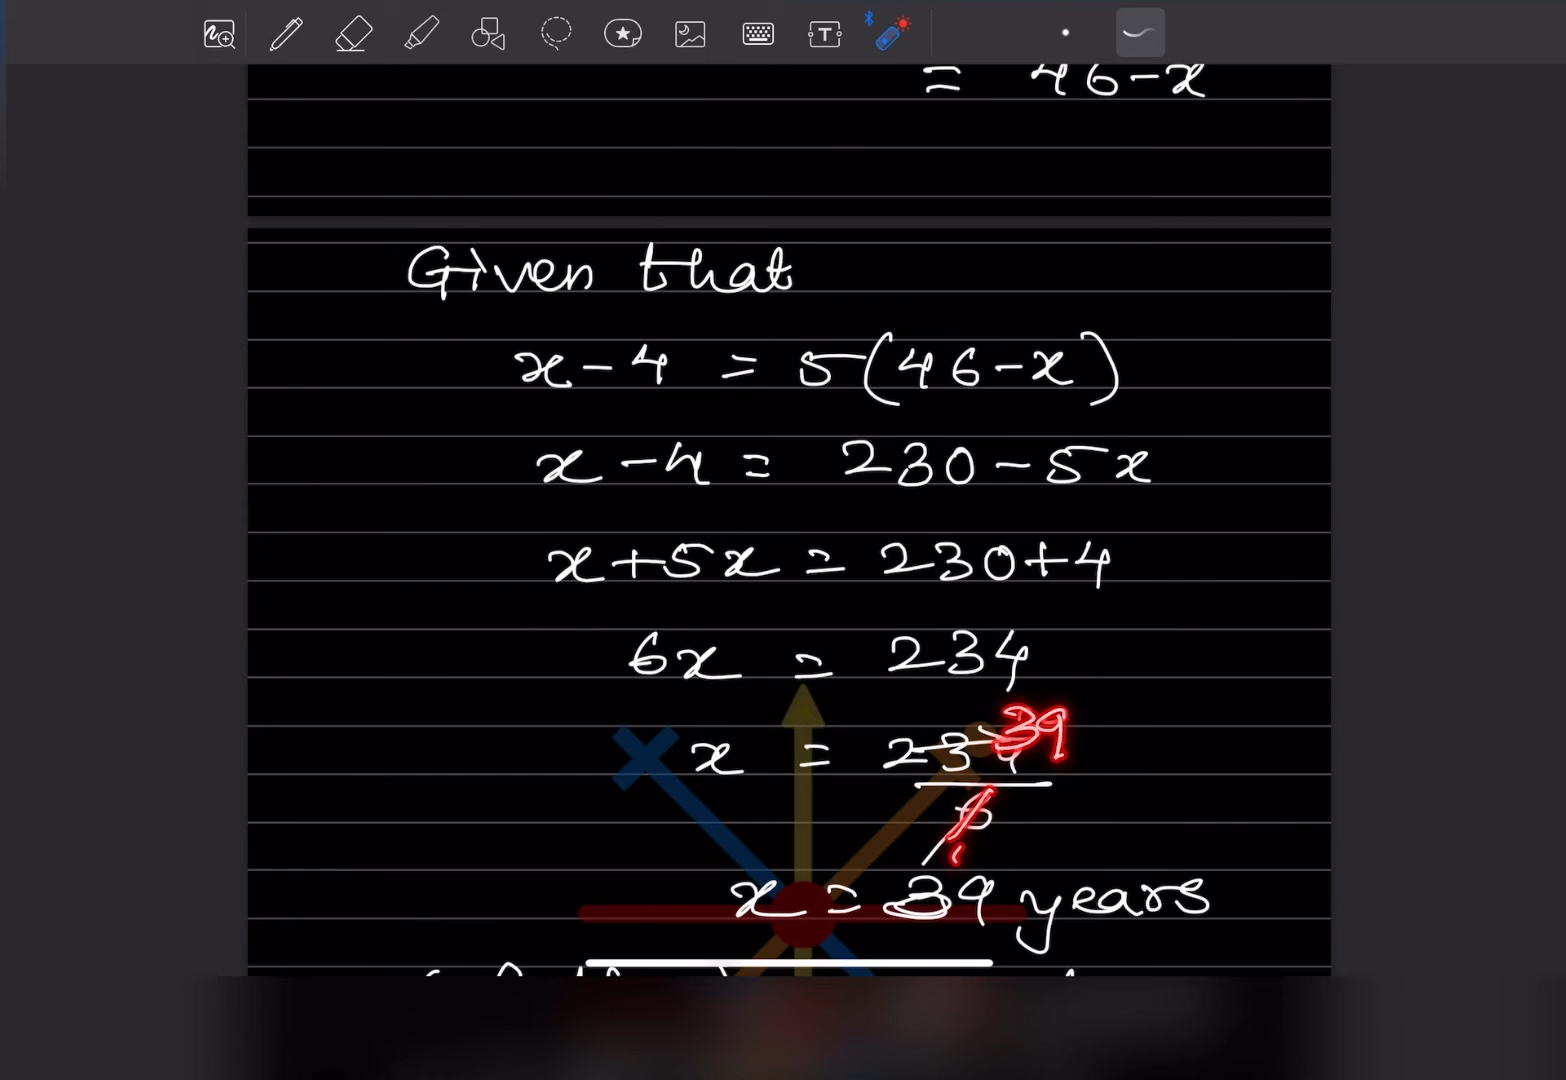 = 46-x
Given that
x-4 = 5(46-x)
x-4 = 230-5x
x+5x = 230+4
6x = 234
39
x = 234
6
1
x = 39 years